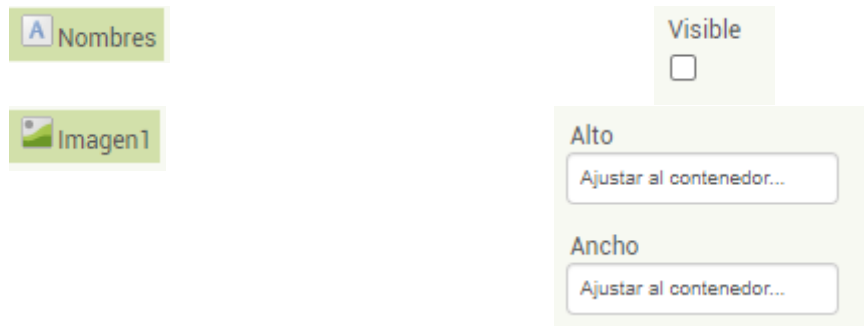 Nombres
Visible
Imagen1
Alto
Ajustar al contenedor...
Ancho
Ajustar al contenedor...